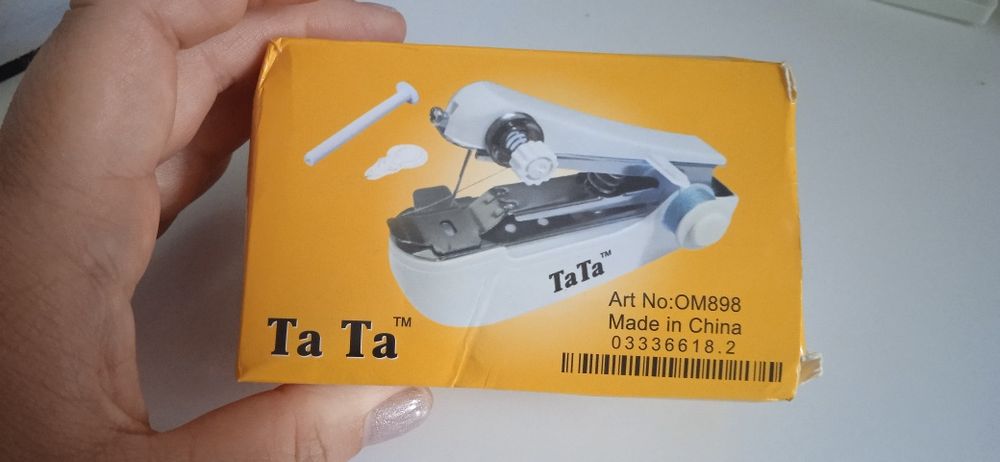 TaTa™
Art No:OM898
Made in China
03336618.2
Ta Ta™